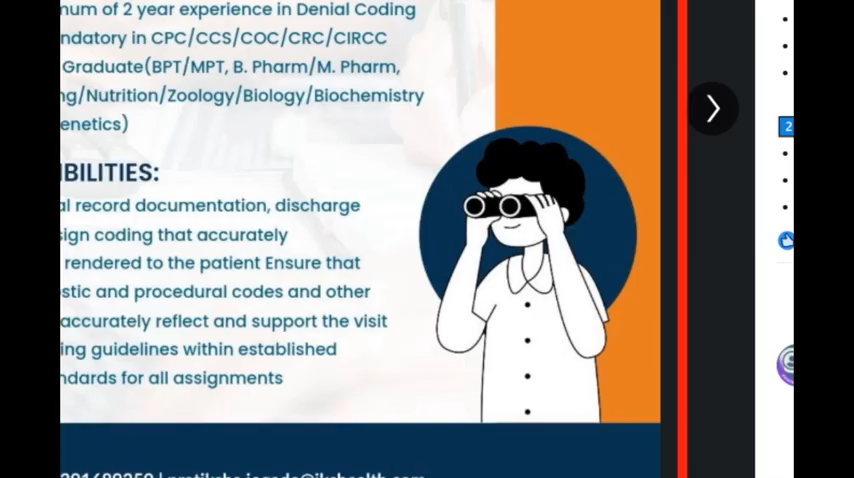 mum of 2 year experience in Denial Coding
ndatory in CPC/CCS/COC/CRC/CIRCC
Graduate(BPT/MPT, B. Pharm/M. Pharm,
ng/Nutrition/Zoology/Biology/Biochemistry
enetics)
IBILITIES:
al record documentation, discharge
sign coding that accurately
rendered to the patient Ensure that
ostic and procedural codes and other
accurately reflect and support the visit
ing guidelines within established
ndards for all assignments
2